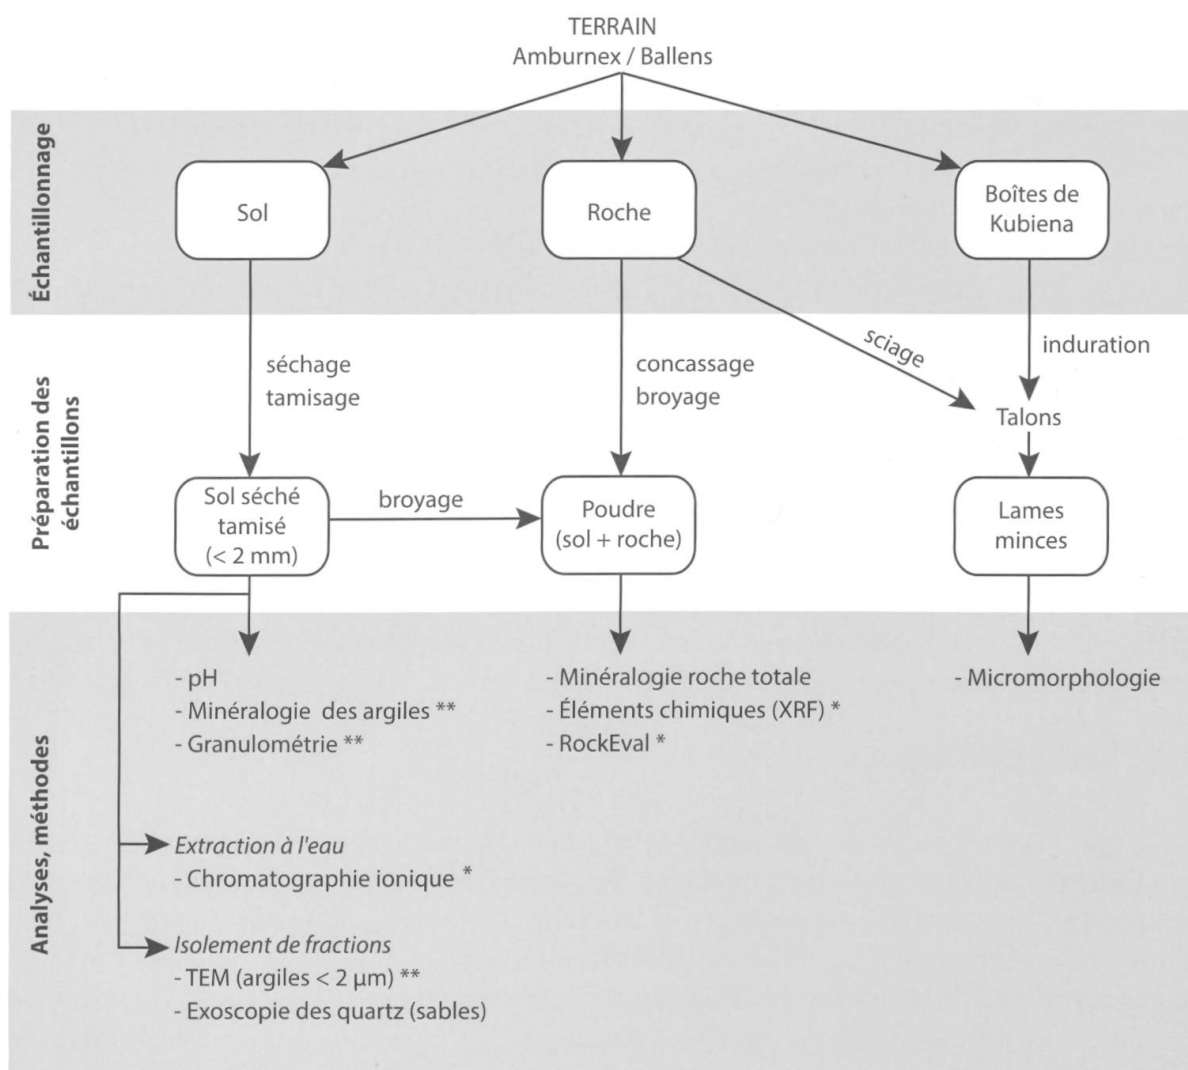 TERRAIN
Amburnex / Ballens
Échantillonnage
Sol
Roche
Boîtes de
Kubiena
Préparation des
échantillons
séchage
tamisage
concassage
broyage
sciage
induration
Talons
Sol séché
tamisé
(< 2 mm)
broyage
Poudre
(sol + roche)
Lames
minces
Analyses, méthodes
- pH
- Minéralogie des argiles **
- Granulométrie **
- Minéralogie roche totale
- Éléments chimiques (XRF) *
- RockEval *
- Micromorphologie
Extraction à l'eau
- Chromatographie ionique *
Isolement de fractions
- TEM (argiles < 2 µm) **
- Exoscopie des quartz (sables)